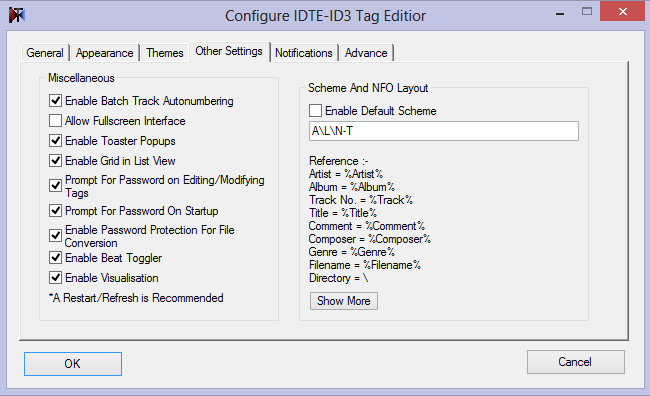 Configure IDTE-ID3 Tag Editior
General
Appearance
Themes
Other Settings
Notifications
Advance
Miscellaneous
Enable Batch Track Autonumbering
Allow Fullscreen Interface
Enable Toaster Popups
Enable Grid in List View
Prompt For Password on Editing/Modifying
Tags
Prompt For Password On Startup
Enable Password Protection For File
Conversion
Enable Beat Toggler
Enable Visualisation
*A Restart/Refresh is Recommended
Scheme And NFO Layout
Enable Default Scheme
A\L\N-T
Reference :-
Artist = %Artist%
Album = %Album%
Track No. = %Track%
Title = %Title%
Comment = %Comment%
Composer = %Composer%
Genre = %Genre%
Filename = %Filename%
Directory = \
Show More
OK
Cancel